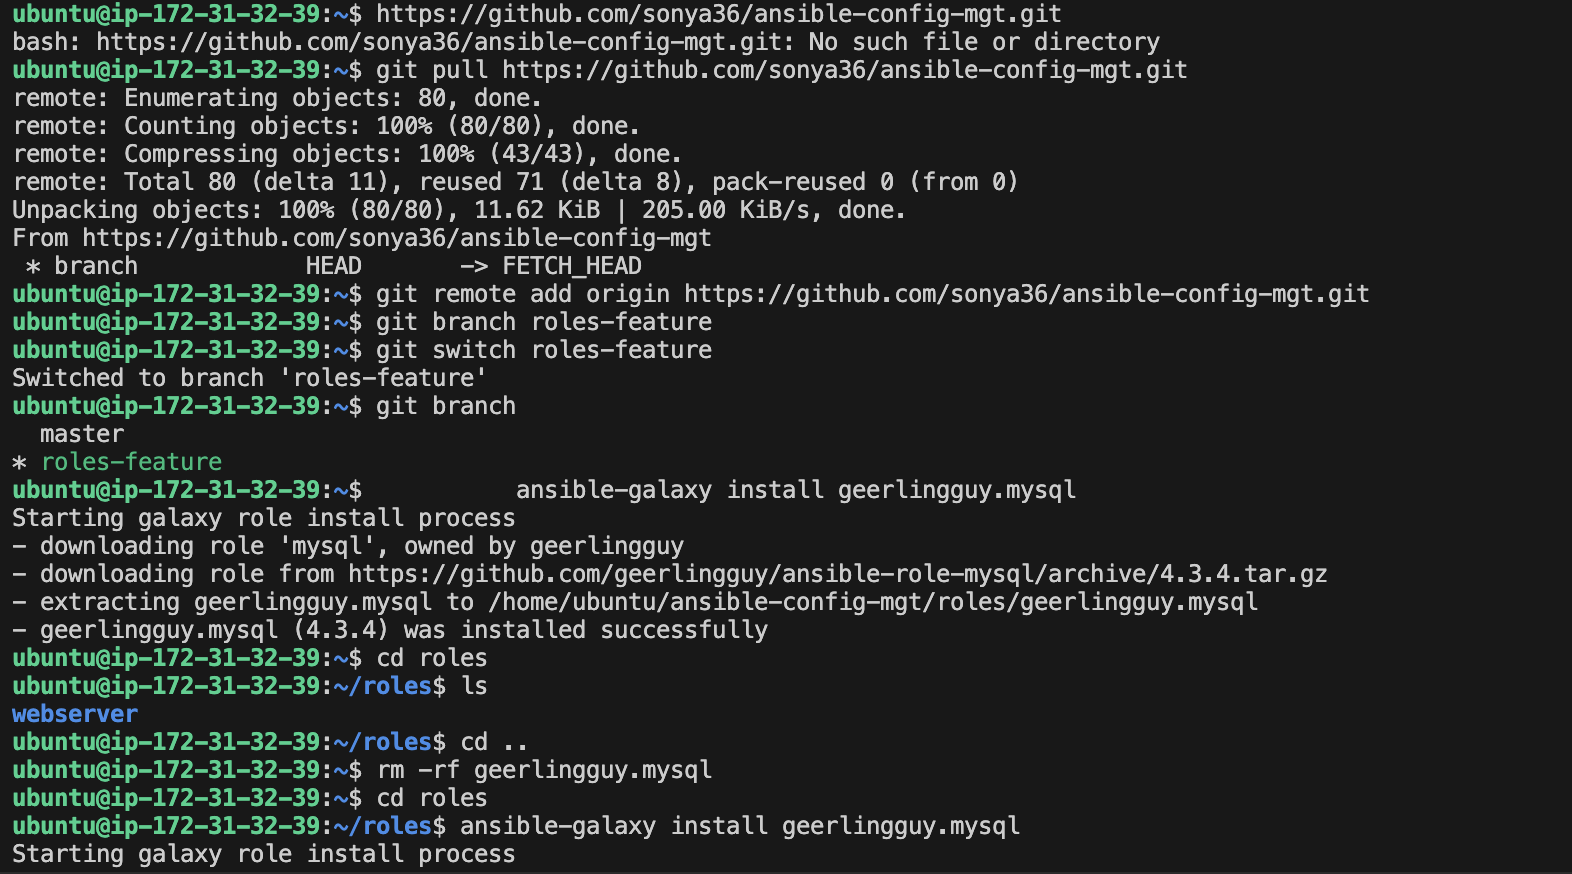 ubuntu@ip-172-31-32-39:~$ https://github.com/sonya36/ansible-config-mgt.git
bash: https://github.com/sonya36/ansible-config-mgt.git: No such file or directory
ubuntu@ip-172-31-32-39:~$ git pull https://github.com/sonya36/ansible-config-mgt.git
remote: Enumerating objects: 80, done.
remote: Counting objects: 100% (80/80), done.
remote: Compressing objects: 100% (43/43), done.
remote: Total 80 (delta 11), reused 71 (delta 8), pack-reused 0 (from 0)
Unpacking objects: 100% (80/80), 11.62 KiB | 205.00 KiB/s, done.
From https://github.com/sonya36/ansible-config-mgt
 * branch            HEAD       -> FETCH_HEAD
ubuntu@ip-172-31-32-39:~$ git remote add origin https://github.com/sonya36/ansible-config-mgt.git
ubuntu@ip-172-31-32-39:~$ git branch roles-feature
ubuntu@ip-172-31-32-39:~$ git switch roles-feature
Switched to branch 'roles-feature'
ubuntu@ip-172-31-32-39:~$ git branch
  master
* roles-feature
ubuntu@ip-172-31-32-39:~$           ansible-galaxy install geerlingguy.mysql
Starting galaxy role install process
- downloading role 'mysql', owned by geerlingguy
- downloading role from https://github.com/geerlingguy/ansible-role-mysql/archive/4.3.4.tar.gz
- extracting geerlingguy.mysql to /home/ubuntu/ansible-config-mgt/roles/geerlingguy.mysql
- geerlingguy.mysql (4.3.4) was installed successfully
ubuntu@ip-172-31-32-39:~$ cd roles
ubuntu@ip-172-31-32-39:~/roles$ ls
webserver
ubuntu@ip-172-31-32-39:~/roles$ cd ..
ubuntu@ip-172-31-32-39:~$ rm -rf geerlingguy.mysql
ubuntu@ip-172-31-32-39:~$ cd roles
ubuntu@ip-172-31-32-39:~/roles$ ansible-galaxy install geerlingguy.mysql
Starting galaxy role install process